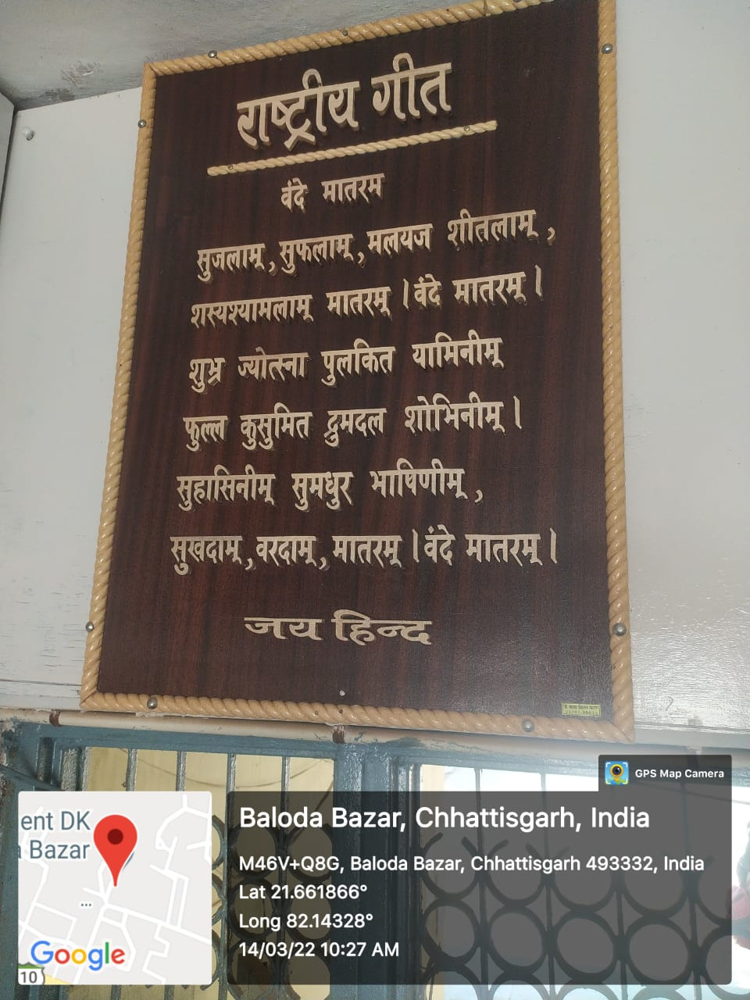 राष्ट्रीय गीत
वंदे मातरम
सुजलाम्, सुफलाम्, मलयज शीतलाम्,
शस्यश्यामलाम् मातरम् । वंदे मातरम् ।
शुभ्र ज्योत्स्ना पुलकित यामिनीम्
फुल्ल कुसुमित द्रुमदल शोभिनीम् ।
सुहासिनीम् सुमधुर भाषिणीम्,
सुखदाम्, वरदाम्, मातरम् । वंदे मातरम् ।
जय हिन्द
GPS Map Camera
ent DK
Bazar
Google
10
Baloda Bazar, Chhattisgarh, India
M46V+Q8G, Baloda Bazar, Chhattisgarh 493332, India
Lat 21.661866°
Long 82.14328°
14/03/22 10:27 AM